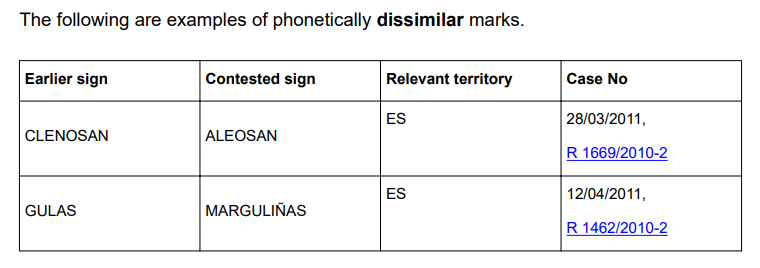 The following are examples of phonetically dissimilar marks.
Earlier sign Contested sign Relevant territory Case No
CLENOSAN ALEOSAN ES 28/03/2011,
R 1669/2010-2
GULAS MARGULIÑAS ES 12/04/2011,
R 1462/2010-2